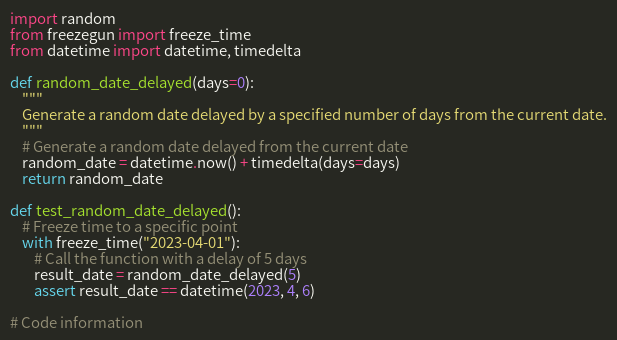 import random
from freezegun import freeze_time
from datetime import datetime, timedelta

def random_date_delayed(days=0):
    """
    Generate a random date delayed by a specified number of days from the current date.
    """
    # Generate a random date delayed from the current date
    random_date = datetime.now() + timedelta(days=days)
    return random_date

def test_random_date_delayed():
    # Freeze time to a specific point
    with freeze_time("2023-04-01"):
        # Call the function with a delay of 5 days
        result_date = random_date_delayed(5)
        assert result_date == datetime(2023, 4, 6)

# Code information